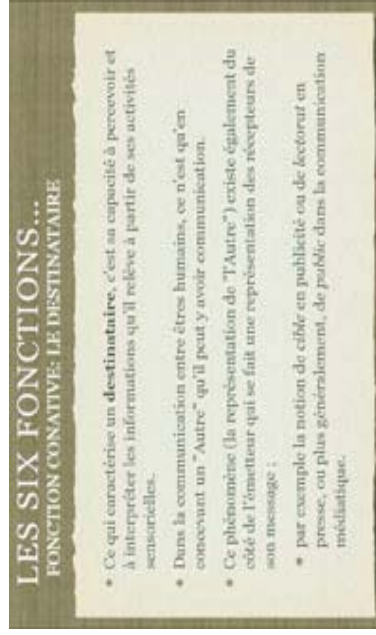 LES SIX FONCTIONS...
FONCTION CONATIVE: LE DESTINATAIRE
• Ce qui caractérise un destinataire, c'est sa capacité à percevoir et
à interpréter les informations qu'il relève à partir de ses activités
sensorielles.
• Dans la communication entre êtres humains, ce n'est qu'en
concevant un "Autre" qu'il peut y avoir communication.
• Ce phénomène (la représentation de "l'Autre") existe également du
côté de l'émetteur qui se fait une représentation des récepteurs de
son message :
• par exemple la notion de cible en publicité ou de lectorat en
presse, ou plus généralement, de public dans la communication
médiatique.